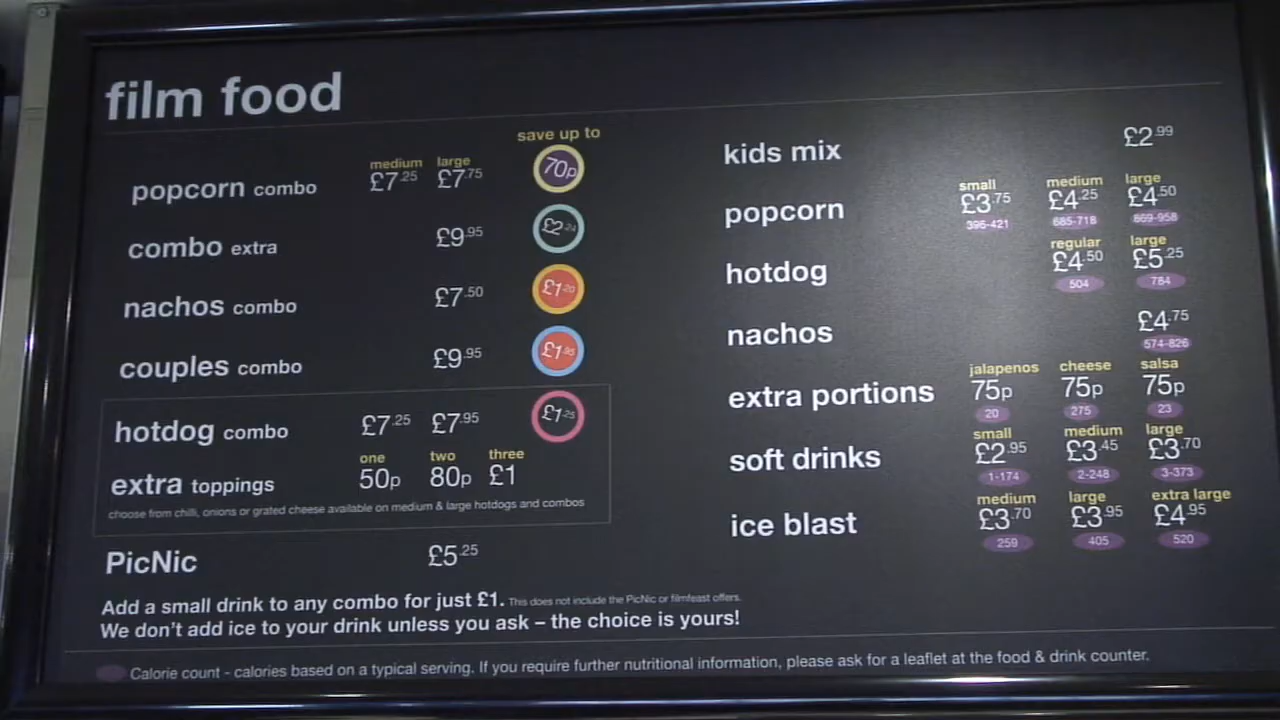 film food
save up to
medium large
popcorn combo £7.25 £7.75 70p
combo extra £9.95 £2.24
nachos combo £7.50 £1.20
couples combo £9.95 £1.95
hotdog combo £7.25 £7.95 £1.25
one two three
extra toppings 50p 80p £1
choose from chilli, onions or grated cheese available on medium & large hotdogs and combos
PicNic £5.25
Add a small drink to any combo for just £1. This does not include the PicNic or filmfeast offers.
We don't add ice to your drink unless you ask – the choice is yours!
kids mix £2.99
small medium large
popcorn £3.75 £4.25 £4.50
396-421 685-718 869-958
regular large
hotdog £4.50 £5.25
504 784
nachos £4.75
574-826
jalapenos cheese salsa
extra portions 75p 75p 75p
20 275 23
small medium large
soft drinks £2.95 £3.45 £3.70
1-174 2-248 3-373
medium large extra large
ice blast £3.70 £3.95 £4.95
259 405 520
Calorie count - calories based on a typical serving. If you require further nutritional information, please ask for a leaflet at the food & drink counter.